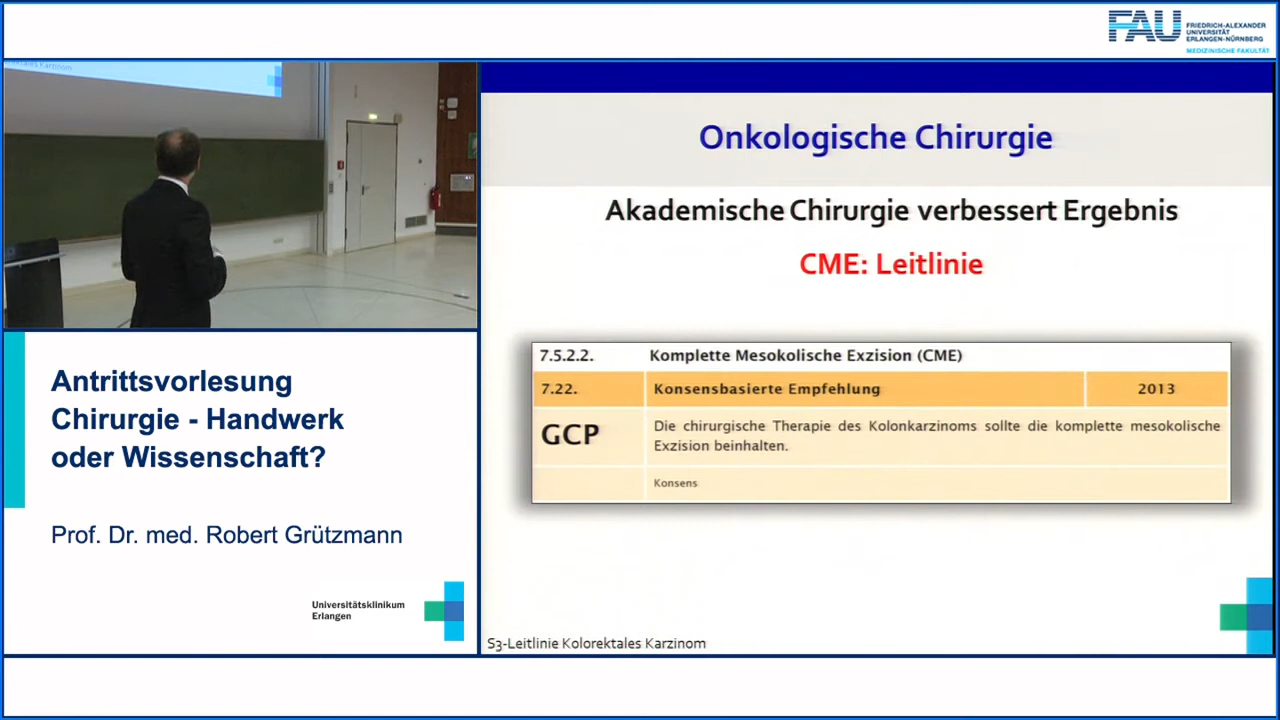 FAU FRIEDRICH-ALEXANDER
UNIVERSITÄT
ERLANGEN-NÜRNBERG
MEDIZINISCHE FAKULTÄT
Onkologische Chirurgie
Akademische Chirurgie verbessert Ergebnis
CME: Leitlinie
7.5.2.2. Komplette Mesokolische Exzision (CME)
7.22. Konsensbasierte Empfehlung 2013
GCP Die chirurgische Therapie des Kolonkarzinoms sollte die komplette mesokolische
Exzision beinhalten.
Konsens
S3-Leitlinie Kolorektales Karzinom
Antrittsvorlesung
Chirurgie - Handwerk
oder Wissenschaft?
Prof. Dr. med. Robert Grützmann
Universitätsklinikum
Erlangen